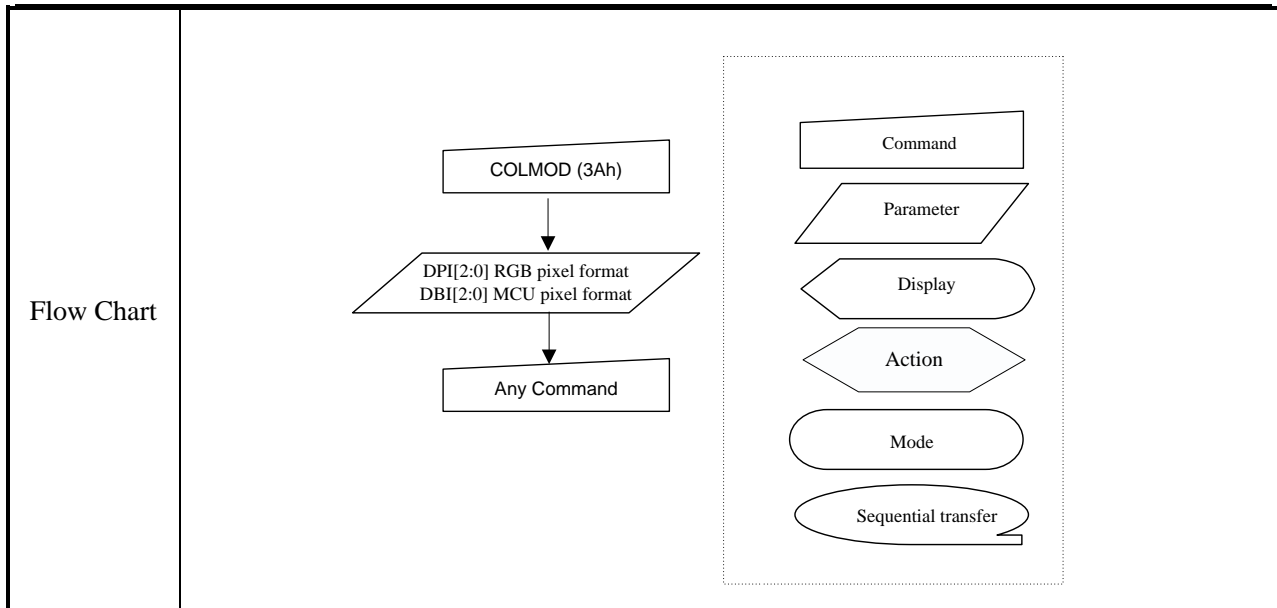 Flow Chart
COLMOD (3Ah)
DPI[2:0] RGB pixel format
DBI[2:0] MCU pixel format
Any Command
Command
Parameter
Display
Action
Mode
Sequential transfer